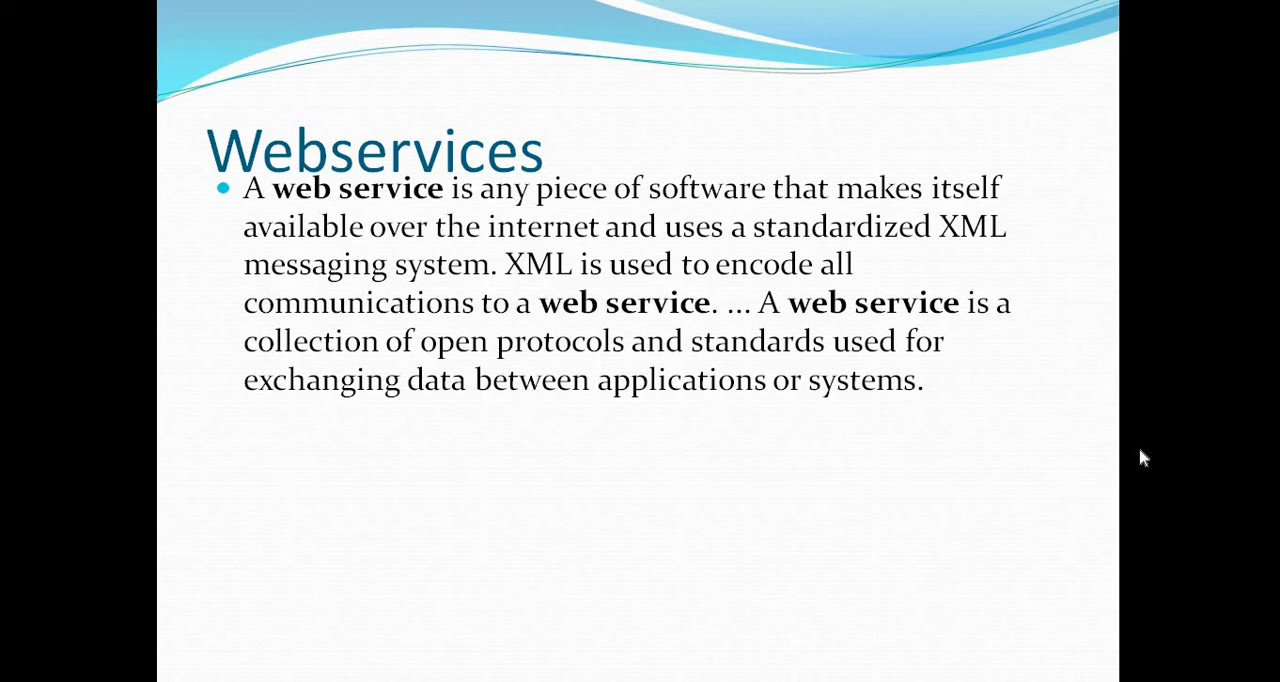 Webservices
A web service is any piece of software that makes itself
available over the internet and uses a standardized XML
messaging system. XML is used to encode all
communications to a web service. ... A web service is a
collection of open protocols and standards used for
exchanging data between applications or systems.